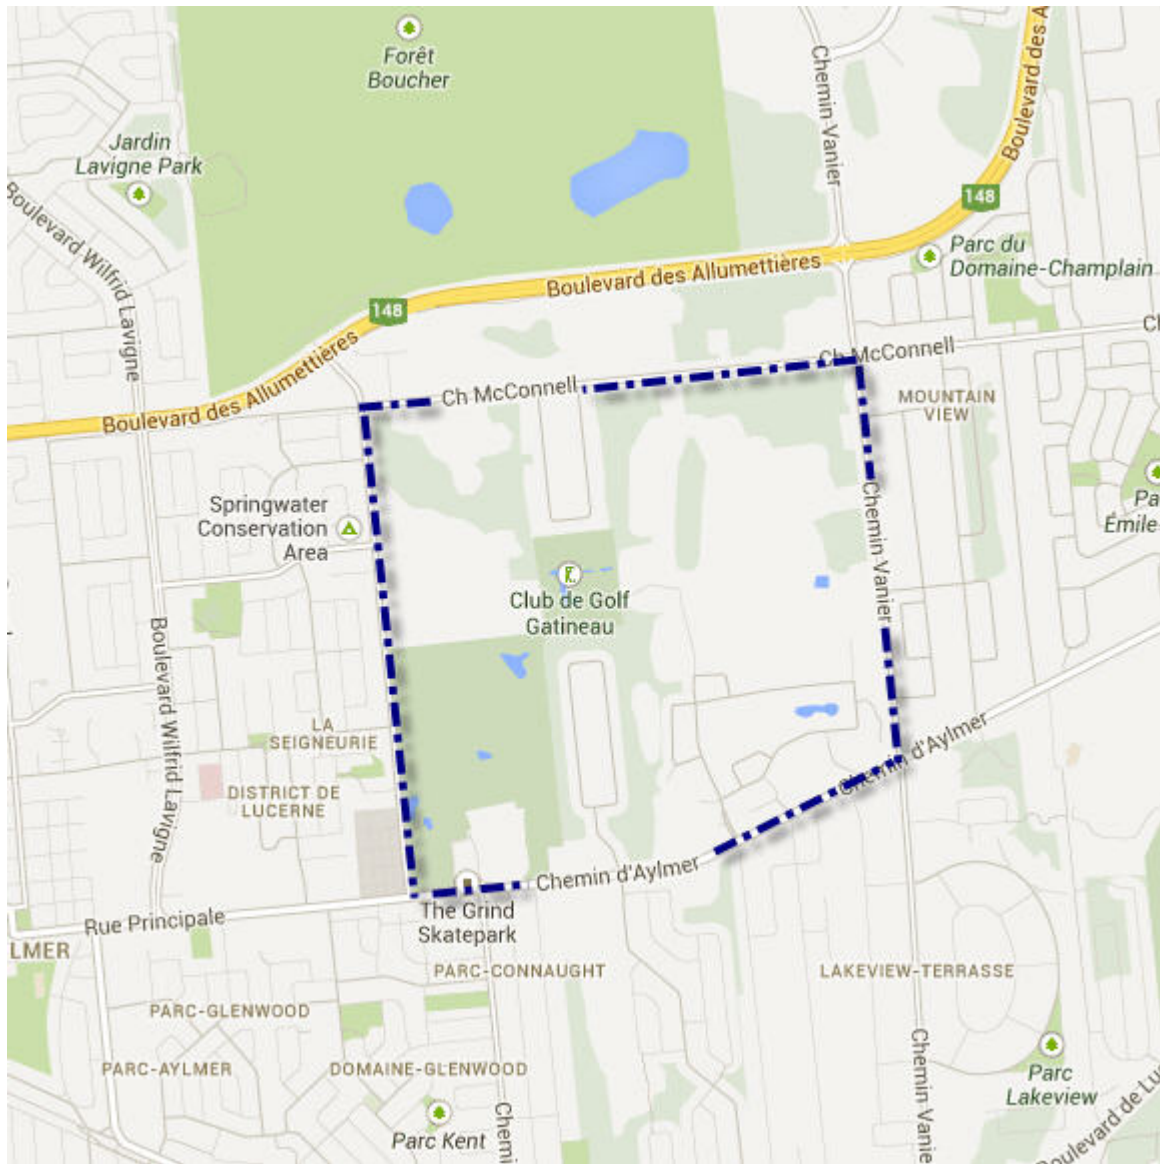 Forêt
Boucher
Jardin
Lavigne Park
Boulevard Wilfrid Lavigne
Chemin Vanier
Boulevard des A
148
Parc du
Domaine-Champlain
Boulevard des Allumettières
148
Boulevard des Allumettières
Ch McConnell
Ch
Ch McConnell
MOUNTAIN
VIEW
Springwater
Conservation
Area
Chemin Vanier
Pa
Émile-
Club de Golf
Gatineau
Boulevard Wilfrid Lavigne
LA
SEIGNEURIE
DISTRICT DE
LUCERNE
Chemin d'Aylmer
Chemin d'Aylmer
Rue Principale
The Grind
Skatepark
LMER
PARC-CONNAUGHT
LAKEVIEW-TERRASSE
PARC-GLENWOOD
PARC-AYLMER
DOMAINE-GLENWOOD
Chemin Vanier
Parc
Lakeview
Parc Kent
Chemi
Boulevard de Lu